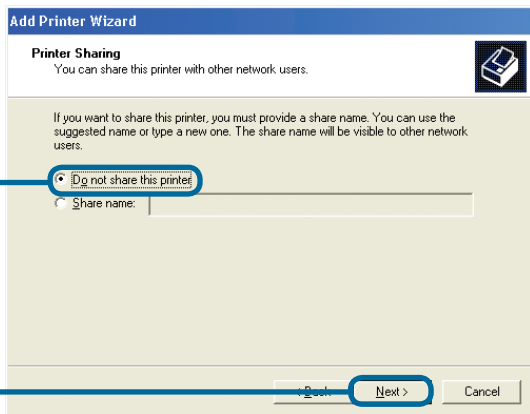 Add Printer Wizard
Printer Sharing
You can share this printer with other network users.
If you want to share this printer, you must provide a share name. You can use the
suggested name or type a new one. The share name will be visible to other network
users.
Do not share this printer
Share name:
< Back Next > Cancel